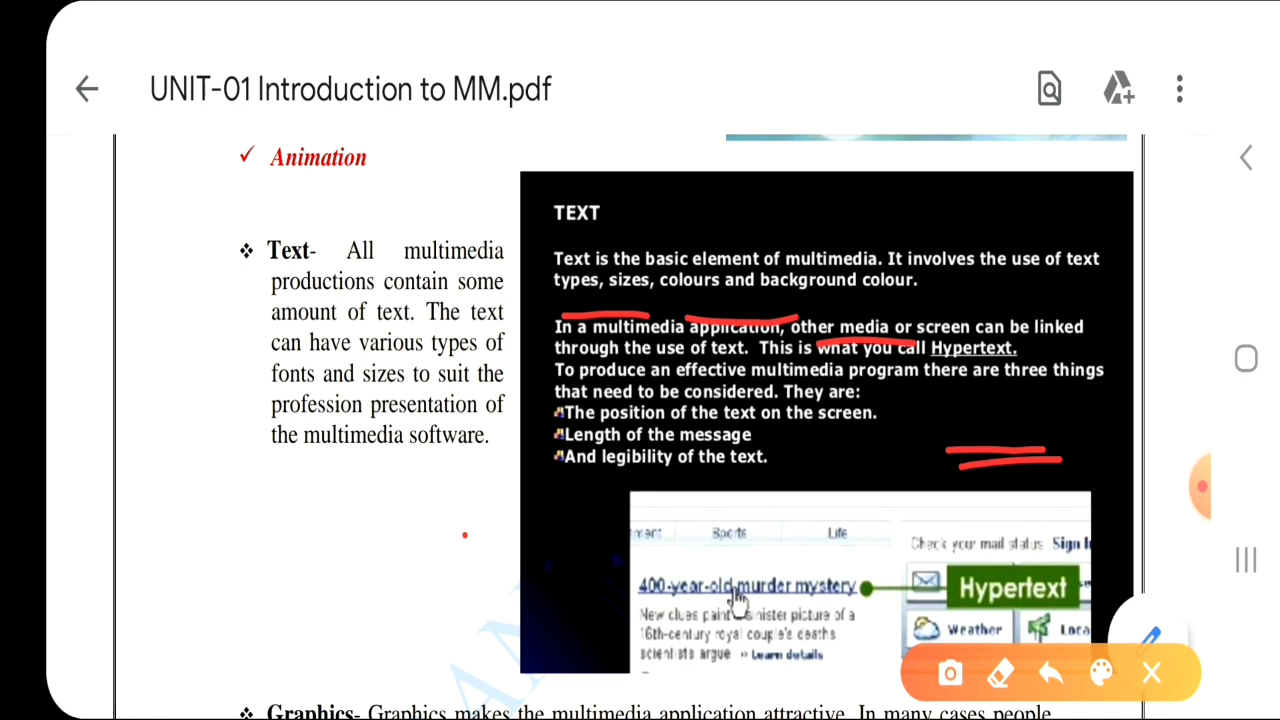 UNIT-01 Introduction to MM.pdf
✓ Animation
❖ Text- All multimedia
productions contain some
amount of text. The text
can have various types of
fonts and sizes to suit the
profession presentation of
the multimedia software.
TEXT
Text is the basic element of multimedia. It involves the use of text
types, sizes, colours and background colour.
In a multimedia application, other media or screen can be linked
through the use of text. This is what you call Hypertext.
To produce an effective multimedia program there are three things
that need to be considered. They are:
The position of the text on the screen.
Length of the message
And legibility of the text.
Sports Life
Check your mail status Sign
400-year-old murder mystery
Hypertext
New clues paint sinister picture of a
16th-century royal couple's deaths
scientists argue » Learn details
Weather
AN
❖ Graphics- Graphics makes the multimedia application attractive. In many cases people